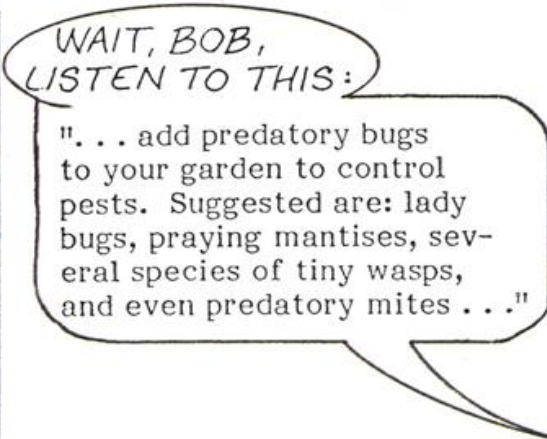 WAIT, BOB,
LISTEN TO THIS:
". . . add predatory bugs
to your garden to control
pests. Suggested are: lady
bugs, praying mantises, sev-
eral species of tiny wasps,
and even predatory mites . . ."